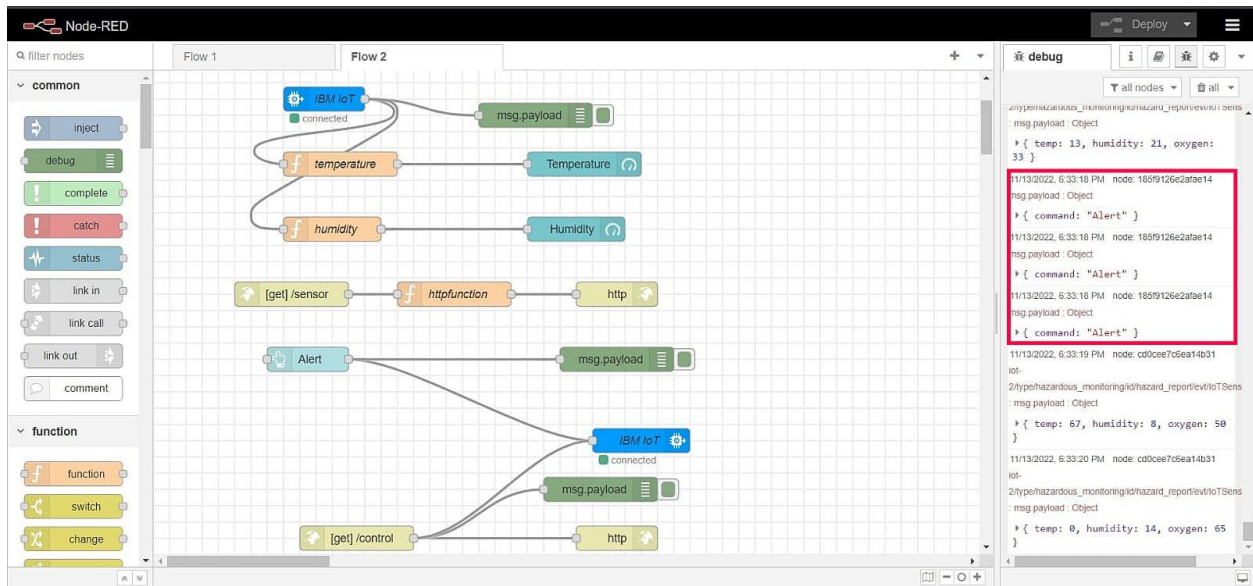 Node-RED
Deploy
filter nodes
common
inject
debug
complete
catch
status
link in
link call
link out
comment
function
function
switch
change
Flow 1
Flow 2
IBM IoT
connected
msg.payload
temperature
Temperature
humidity
Humidity
[get] /sensor
httpfunction
http
Alert
msg.payload
IBM IoT
connected
msg.payload
[get] /control
http
debug
all nodes
all
2/type/hazardous_monitoring/id/hazard_report/evt/IoTSens
: msg.payload : Object
{ temp: 13, humidity: 21, oxygen:
33 }
11/13/2022, 6:33:18 PM node: 185f9126e2afae14
msg.payload : Object
{ command: "Alert" }
11/13/2022, 6:33:18 PM node: 185f9126e2afae14
msg.payload : Object
{ command: "Alert" }
11/13/2022, 6:33:18 PM node: 185f9126e2afae14
msg.payload : Object
{ command: "Alert" }
11/13/2022, 6:33:19 PM node: cd0cee7c6ea14b31
iot-
2/type/hazardous_monitoring/id/hazard_report/evt/IoTSens
: msg.payload : Object
{ temp: 67, humidity: 8, oxygen: 50
}
11/13/2022, 6:33:20 PM node: cd0cee7c6ea14b31
iot-
2/type/hazardous_monitoring/id/hazard_report/evt/IoTSens
: msg.payload : Object
{ temp: 0, humidity: 14, oxygen: 65
}